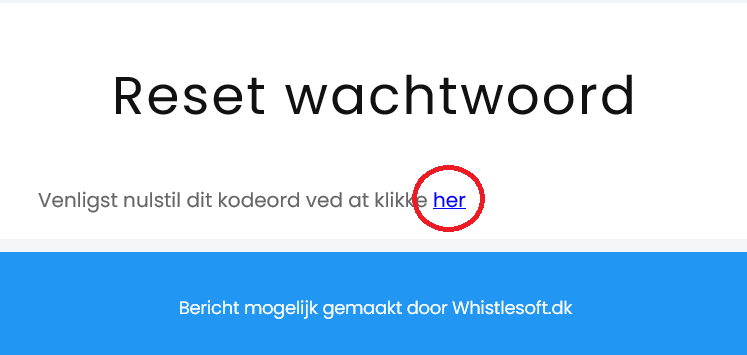 Reset wachtwoord
Venligst nulstil dit kodeord ved at klikke her
Bericht mogelijk gemaakt door Whistlesoft.dk